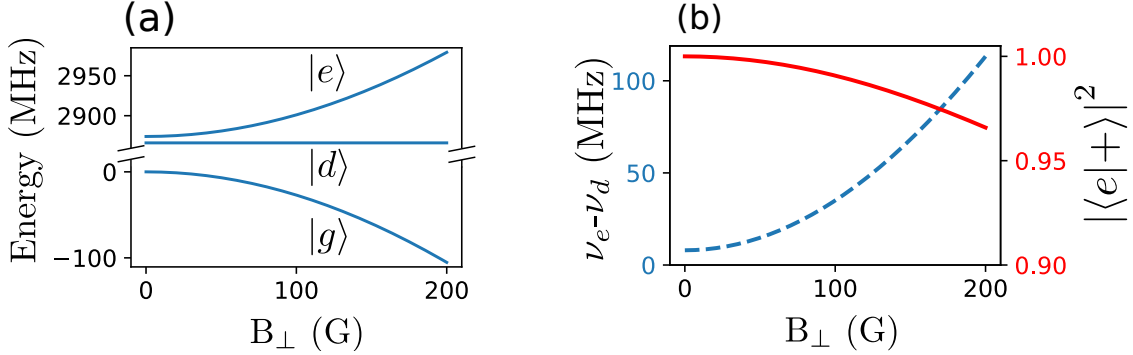 (a)
Energy (MHz)
2950
2900
0
−100
|e⟩
|d⟩
|g⟩
0
100
200
B⊥ (G)
(b)
νe-νd (MHz)
100
50
0
1.00
0.95
0.90
|⟨e|+⟩|²
0
100
200
B⊥ (G)